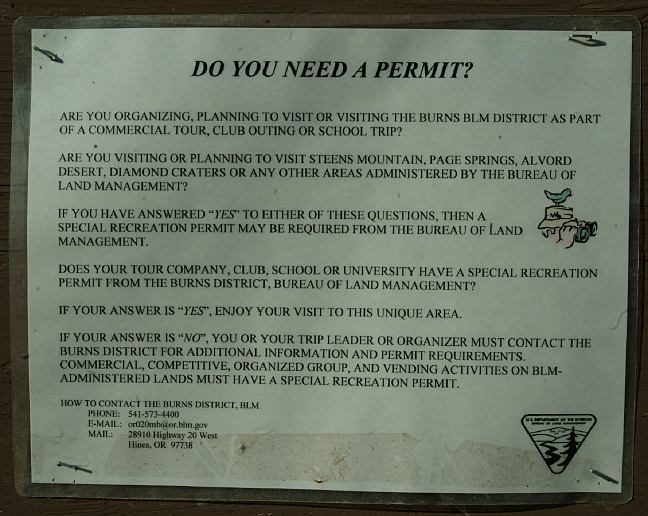 DO YOU NEED A PERMIT?
ARE YOU ORGANIZING, PLANNING TO VISIT OR VISITING THE BURNS BLM DISTRICT AS PART
OF A COMMERCIAL TOUR, CLUB OUTING OR SCHOOL TRIP?
ARE YOU VISITING OR PLANNING TO VISIT STEENS MOUNTAIN, PAGE SPRINGS, ALVORD
DESERT, DIAMOND CRATERS OR ANY OTHER AREAS ADMINISTERED BY THE BUREAU OF
LAND MANAGEMENT?
IF YOU HAVE ANSWERED "YES" TO EITHER OF THESE QUESTIONS, THEN A
SPECIAL RECREATION PERMIT MAY BE REQUIRED FROM THE BUREAU OF LAND
MANAGEMENT.
DOES YOUR TOUR COMPANY, CLUB, SCHOOL OR UNIVERSITY HAVE A SPECIAL RECREATION
PERMIT FROM THE BURNS DISTRICT, BUREAU OF LAND MANAGEMENT?
IF YOUR ANSWER IS "YES", ENJOY YOUR VISIT TO THIS UNIQUE AREA.
IF YOUR ANSWER IS "NO", YOU OR YOUR TRIP LEADER OR ORGANIZER MUST CONTACT THE
BURNS DISTRICT FOR ADDITIONAL INFORMATION AND PERMIT REQUIREMENTS.
COMMERCIAL, COMPETITIVE, ORGANIZED GROUP, AND VENDING ACTIVITIES ON BLM-
ADMINISTERED LANDS MUST HAVE A SPECIAL RECREATION PERMIT.
HOW TO CONTACT THE BURNS DISTRICT, BLM
PHONE: 541-573-4400
E-MAIL: or020mb@or.blm.gov
MAIL: 28910 Highway 20 West
Hines, OR 97738
U.S. DEPARTMENT OF THE INTERIOR
BUREAU OF LAND MANAGEMENT